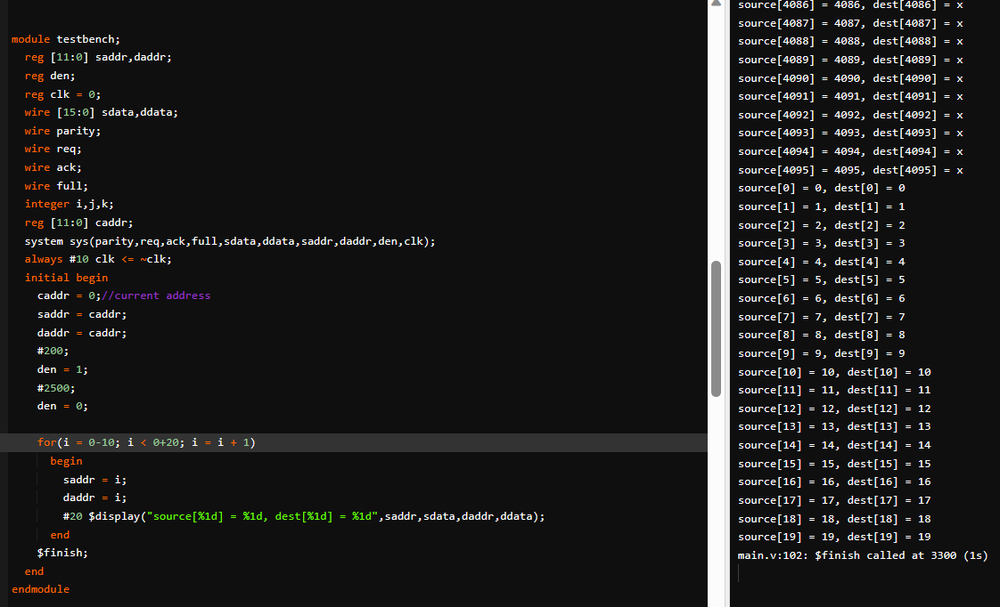 module testbench;
reg [11:0] saddr,daddr;
reg den;
reg clk = 0;
wire [15:0] sdata,ddata;
wire parity;
wire req;
wire ack;
wire full;
integer i,j,k;
reg [11:0] caddr;
system sys(parity,req,ack,full,sdata,ddata,saddr,daddr,den,clk);
always #10 clk <= ~clk;
initial begin
caddr = 0;//current address
saddr = caddr;
daddr = caddr;
#200;
den = 1;
#2500;
den = 0;
for(i = 0-10; i < 0+20; i = i + 1)
begin
saddr = i;
daddr = i;
#20 $display("source[%1d] = %1d, dest[%1d] = %1d",saddr,sdata,daddr,ddata);
end
$finish;
end
endmodule
source[4086] = 4086, dest[4086] = x
source[4087] = 4087, dest[4087] = x
source[4088] = 4088, dest[4088] = x
source[4089] = 4089, dest[4089] = x
source[4090] = 4090, dest[4090] = x
source[4091] = 4091, dest[4091] = x
source[4092] = 4092, dest[4092] = x
source[4093] = 4093, dest[4093] = x
source[4094] = 4094, dest[4094] = x
source[4095] = 4095, dest[4095] = x
source[0] = 0, dest[0] = 0
source[1] = 1, dest[1] = 1
source[2] = 2, dest[2] = 2
source[3] = 3, dest[3] = 3
source[4] = 4, dest[4] = 4
source[5] = 5, dest[5] = 5
source[6] = 6, dest[6] = 6
source[7] = 7, dest[7] = 7
source[8] = 8, dest[8] = 8
source[9] = 9, dest[9] = 9
source[10] = 10, dest[10] = 10
source[11] = 11, dest[11] = 11
source[12] = 12, dest[12] = 12
source[13] = 13, dest[13] = 13
source[14] = 14, dest[14] = 14
source[15] = 15, dest[15] = 15
source[16] = 16, dest[16] = 16
source[17] = 17, dest[17] = 17
source[18] = 18, dest[18] = 18
source[19] = 19, dest[19] = 19
main.v:102: $finish called at 3300 (1s)